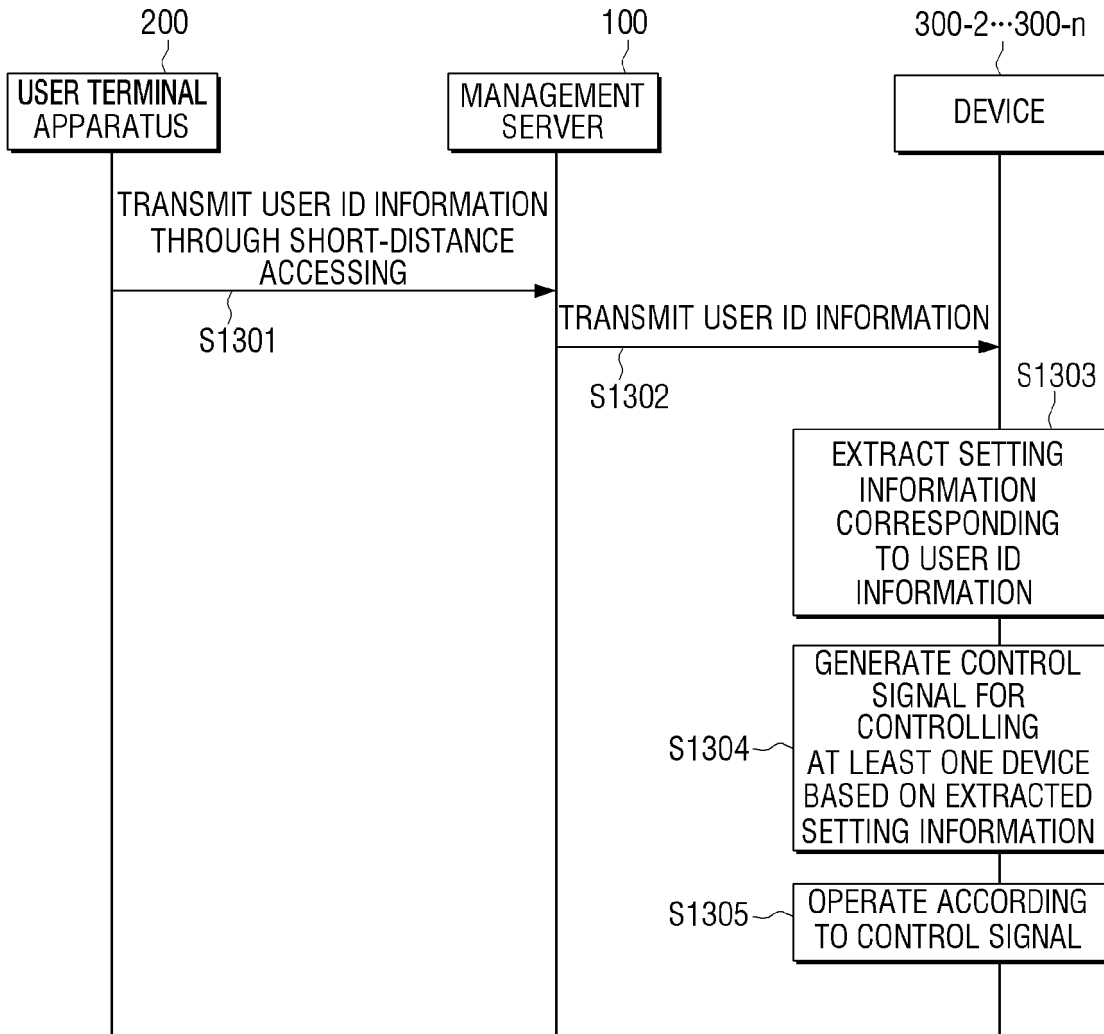 200
100
300-2···300-n
USER TERMINAL
APPARATUS
MANAGEMENT
SERVER
DEVICE
TRANSMIT USER ID INFORMATION
THROUGH SHORT-DISTANCE
ACCESSING
S1301
TRANSMIT USER ID INFORMATION
S1302
S1303
EXTRACT SETTING
INFORMATION
CORRESPONDING
TO USER ID
INFORMATION
S1304
GENERATE CONTROL
SIGNAL FOR
CONTROLLING
AT LEAST ONE DEVICE
BASED ON EXTRACTED
SETTING INFORMATION
S1305
OPERATE ACCORDING
TO CONTROL SIGNAL